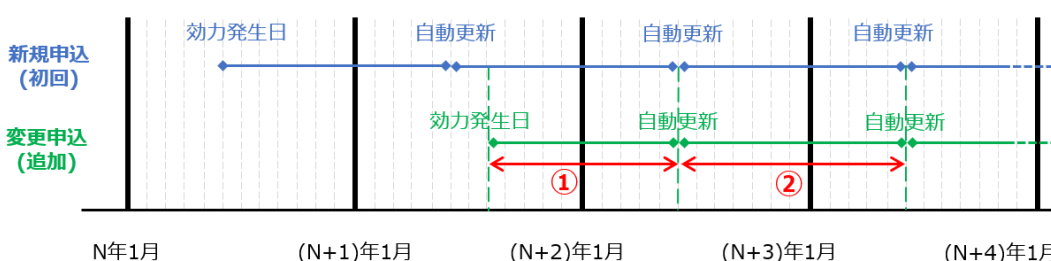 効力発生日 自動更新 自動更新 自動更新
新規申込
(初回)
効力発生日 自動更新 自動更新
変更申込
(追加)
① ②
N年1月 (N+1)年1月 (N+2)年1月 (N+3)年1月 (N+4)年1月